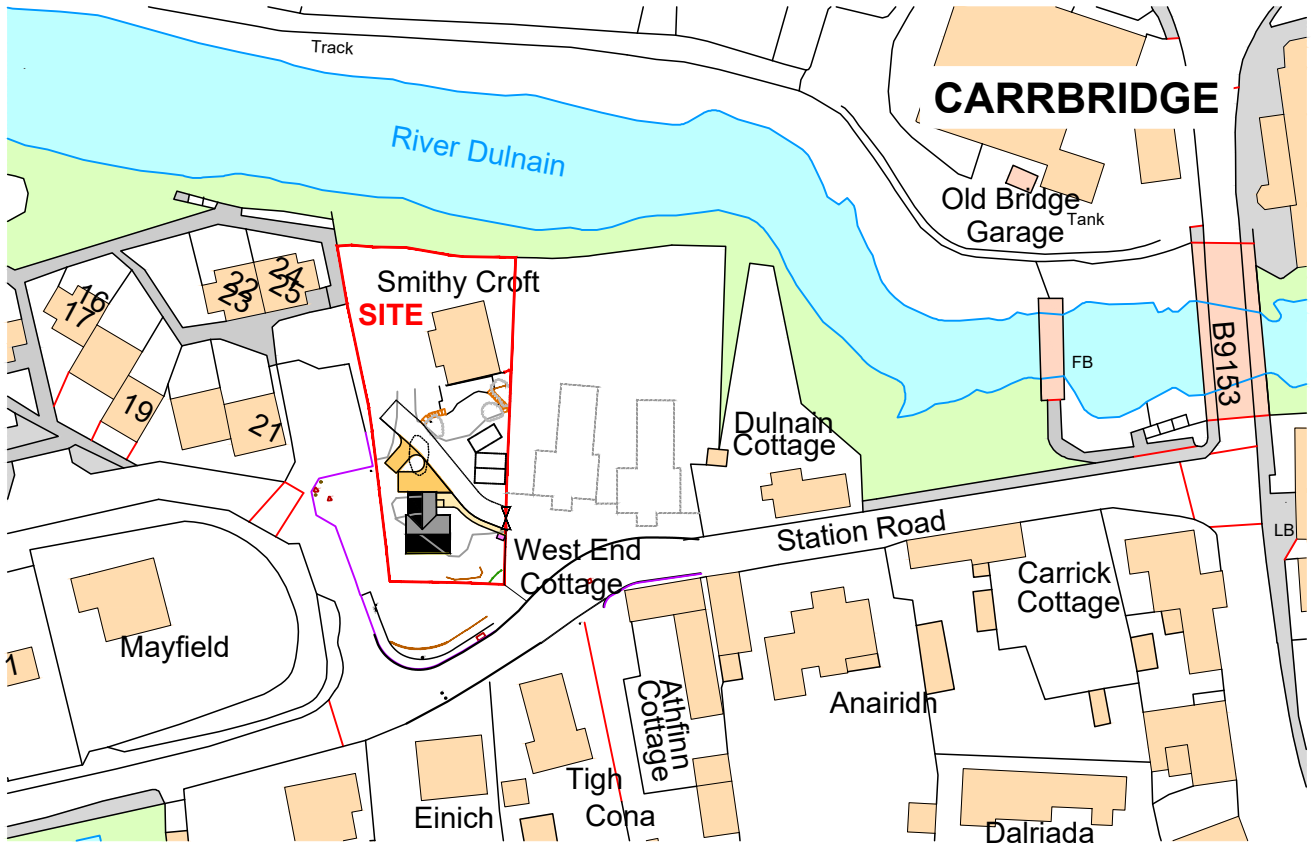 Track
CARRBRIDGE
River Dulnain
Old Bridge
Garage
Tank
Smithy Croft
SITE
16
17
22
23
24
25
19
21
FB
B9153
Dulnain
Cottage
Station Road
LB
West End
Cottage
Carrick
Cottage
Mayfield
1
Athfinn
Cottage
Anairidh
Tigh
Cona
Einich
Dalriada